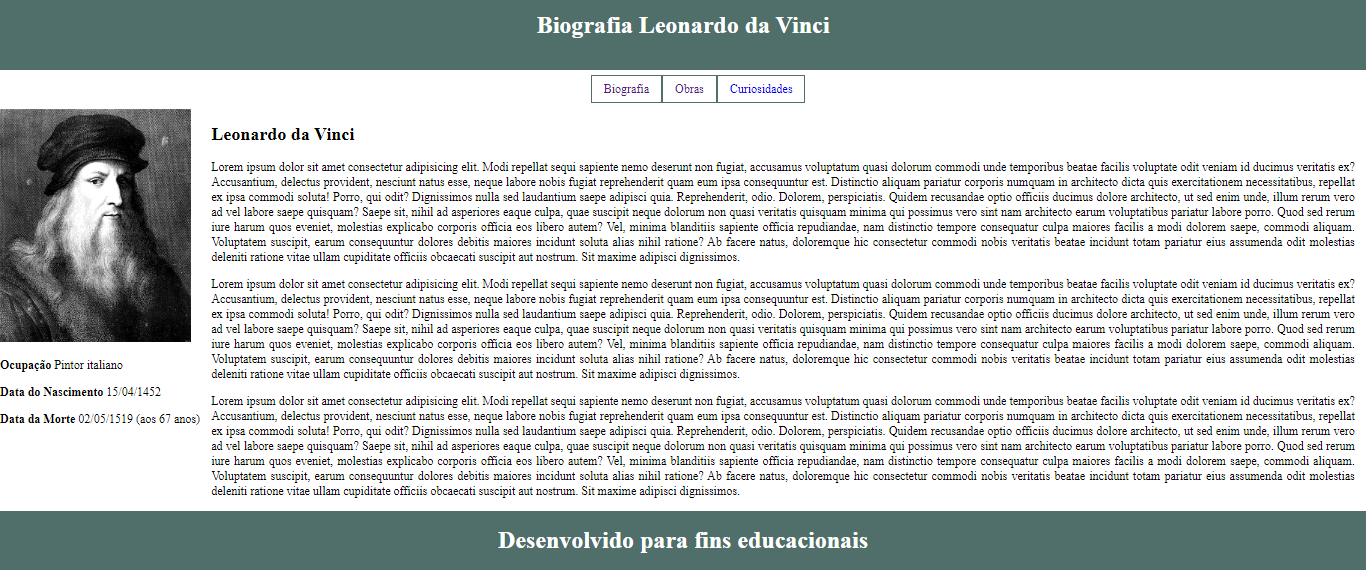 Biografia Leonardo da Vinci
Biografia
Obras
Curiosidades
Ocupação Pintor italiano
Data do Nascimento 15/04/1452
Data da Morte 02/05/1519 (aos 67 anos)
Leonardo da Vinci
Lorem ipsum dolor sit amet consectetur adipisicing elit. Modi repellat sequi sapiente nemo deserunt non fugiat, accusamus voluptatum quasi dolorum commodi unde temporibus beatae facilis voluptate odit veniam id ducimus veritatis ex?
Accusantium, delectus provident, nesciunt natus esse, neque labore nobis fugiat reprehenderit quam eum ipsa consequuntur est. Distinctio aliquam pariatur corporis numquam in architecto dicta quis exercitationem necessitatibus, repellat
ex ipsa commodi soluta! Porro, qui odit? Dignissimos nulla sed laudantium saepe adipisci quia. Reprehenderit, odio. Dolorem, perspiciatis. Quidem recusandae optio officiis ducimus dolore architecto, ut sed enim unde, illum rerum vero
ad vel labore saepe quisquam? Saepe sit, nihil ad asperiores eaque culpa, quae suscipit neque dolorum non quasi veritatis quisquam minima qui possimus vero sint nam architecto earum voluptatibus pariatur labore porro. Quod sed rerum
iure harum quos eveniet, molestias explicabo corporis officia eos libero autem? Vel, minima blanditiis sapiente officia repudiandae, nam distinctio tempore consequatur culpa maiores facilis a modi dolorem saepe, commodi aliquam.
Voluptatem suscipit, earum consequuntur dolores debitis maiores incidunt soluta alias nihil ratione? Ab facere natus, doloremque hic consectetur commodi nobis veritatis beatae incidunt totam pariatur eius assumenda odit molestias
deleniti ratione vitae ullam cupiditate officiis obcaecati suscipit aut nostrum. Sit maxime adipisci dignissimos.
Lorem ipsum dolor sit amet consectetur adipisicing elit. Modi repellat sequi sapiente nemo deserunt non fugiat, accusamus voluptatum quasi dolorum commodi unde temporibus beatae facilis voluptate odit veniam id ducimus veritatis ex?
Accusantium, delectus provident, nesciunt natus esse, neque labore nobis fugiat reprehenderit quam eum ipsa consequuntur est. Distinctio aliquam pariatur corporis numquam in architecto dicta quis exercitationem necessitatibus, repellat
ex ipsa commodi soluta! Porro, qui odit? Dignissimos nulla sed laudantium saepe adipisci quia. Reprehenderit, odio. Dolorem, perspiciatis. Quidem recusandae optio officiis ducimus dolore architecto, ut sed enim unde, illum rerum vero
ad vel labore saepe quisquam? Saepe sit, nihil ad asperiores eaque culpa, quae suscipit neque dolorum non quasi veritatis quisquam minima qui possimus vero sint nam architecto earum voluptatibus pariatur labore porro. Quod sed rerum
iure harum quos eveniet, molestias explicabo corporis officia eos libero autem? Vel, minima blanditiis sapiente officia repudiandae, nam distinctio tempore consequatur culpa maiores facilis a modi dolorem saepe, commodi aliquam.
Voluptatem suscipit, earum consequuntur dolores debitis maiores incidunt soluta alias nihil ratione? Ab facere natus, doloremque hic consectetur commodi nobis veritatis beatae incidunt totam pariatur eius assumenda odit molestias
deleniti ratione vitae ullam cupiditate officiis obcaecati suscipit aut nostrum. Sit maxime adipisci dignissimos.
Lorem ipsum dolor sit amet consectetur adipisicing elit. Modi repellat sequi sapiente nemo deserunt non fugiat, accusamus voluptatum quasi dolorum commodi unde temporibus beatae facilis voluptate odit veniam id ducimus veritatis ex?
Accusantium, delectus provident, nesciunt natus esse, neque labore nobis fugiat reprehenderit quam eum ipsa consequuntur est. Distinctio aliquam pariatur corporis numquam in architecto dicta quis exercitationem necessitatibus, repellat
ex ipsa commodi soluta! Porro, qui odit? Dignissimos nulla sed laudantium saepe adipisci quia. Reprehenderit, odio. Dolorem, perspiciatis. Quidem recusandae optio officiis ducimus dolore architecto, ut sed enim unde, illum rerum vero
ad vel labore saepe quisquam? Saepe sit, nihil ad asperiores eaque culpa, quae suscipit neque dolorum non quasi veritatis quisquam minima qui possimus vero sint nam architecto earum voluptatibus pariatur labore porro. Quod sed rerum
iure harum quos eveniet, molestias explicabo corporis officia eos libero autem? Vel, minima blanditiis sapiente officia repudiandae, nam distinctio tempore consequatur culpa maiores facilis a modi dolorem saepe, commodi aliquam.
Voluptatem suscipit, earum consequuntur dolores debitis maiores incidunt soluta alias nihil ratione? Ab facere natus, doloremque hic consectetur commodi nobis veritatis beatae incidunt totam pariatur eius assumenda odit molestias
deleniti ratione vitae ullam cupiditate officiis obcaecati suscipit aut nostrum. Sit maxime adipisci dignissimos.
Desenvolvido para fins educacionais